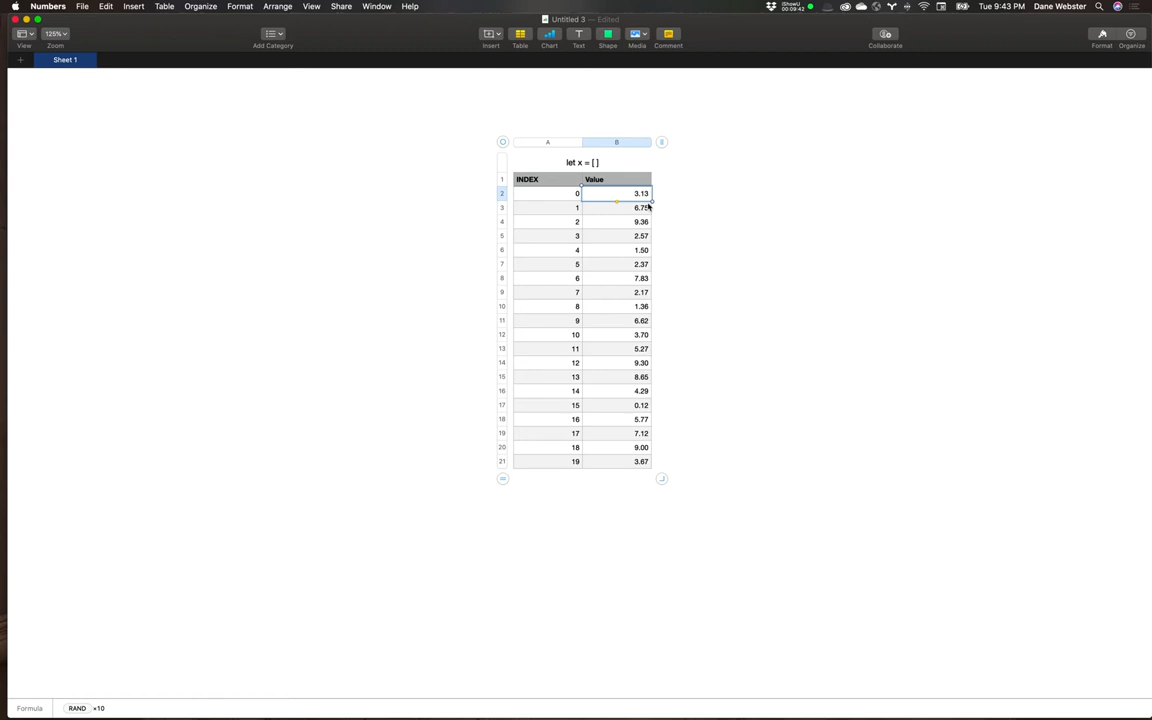 Numbers File Edit Insert Table Organize Format Arrange View Share Window Help
iShowU 00:09:42 Tue 9:43 PM Dane Webster
Untitled 3 — Edited
125%
View Zoom Add Category Insert Table Chart Text Shape Media Comment Collaborate Format Organize
Sheet 1
A B
let x = [ ]
1 INDEX Value
2 0 3.13
3 1 6.75
4 2 9.36
5 3 2.57
6 4 1.50
7 5 2.37
8 6 7.83
9 7 2.17
10 8 1.36
11 9 6.62
12 10 3.70
13 11 5.27
14 12 9.30
15 13 8.65
16 14 4.29
17 15 0.12
18 16 5.77
19 17 7.12
20 18 9.00
21 19 3.67
Formula RAND ×10